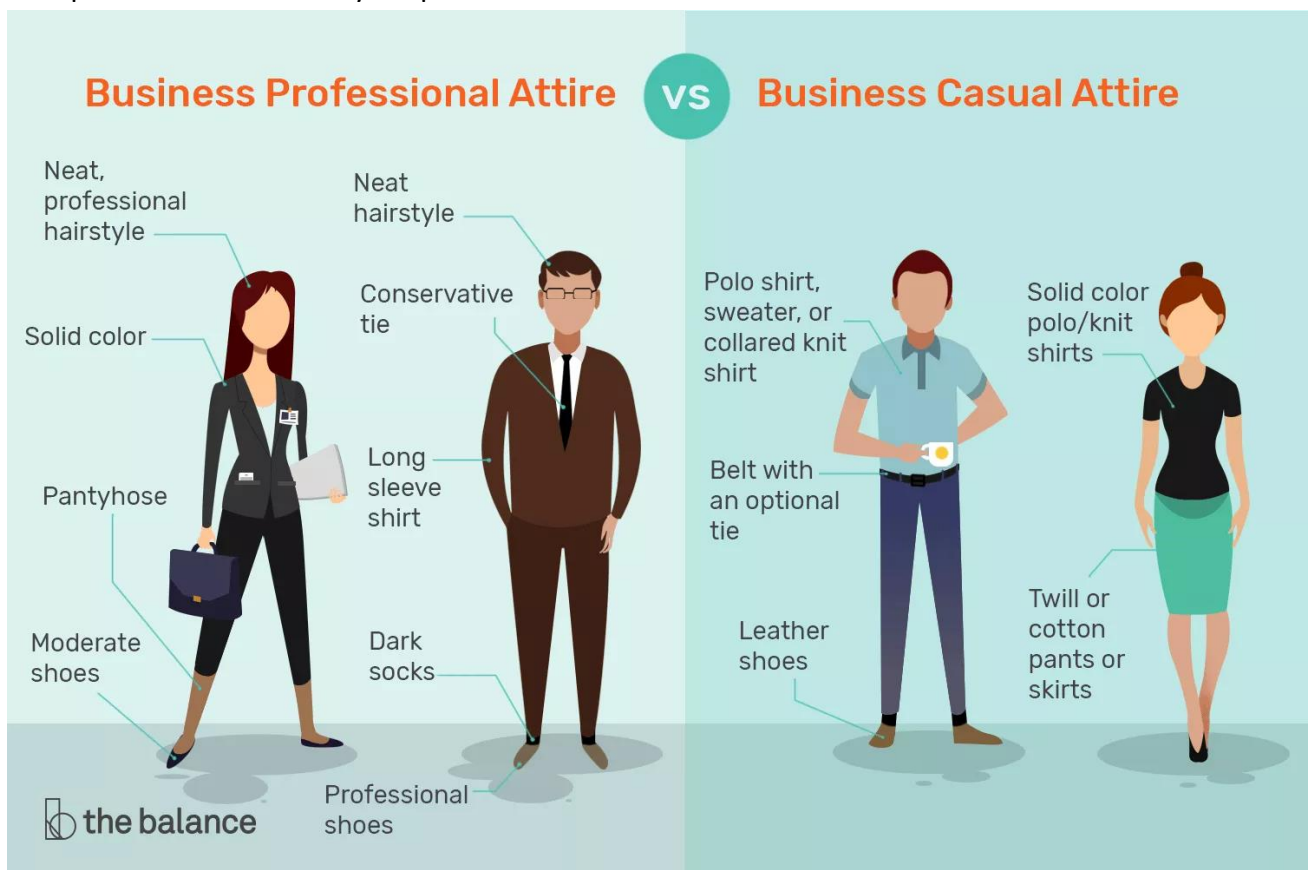 Business Professional Attire
vs
Business Casual Attire
Neat,
professional
hairstyle
Solid color
Pantyhose
Moderate
shoes
Neat
hairstyle
Conservative
tie
Long
sleeve
shirt
Dark
socks
Professional
shoes
Polo shirt,
sweater, or
collared knit
shirt
Belt with
an optional
tie
Leather
shoes
Solid color
polo/knit
shirts
Twill or
cotton
pants or
skirts
the balance